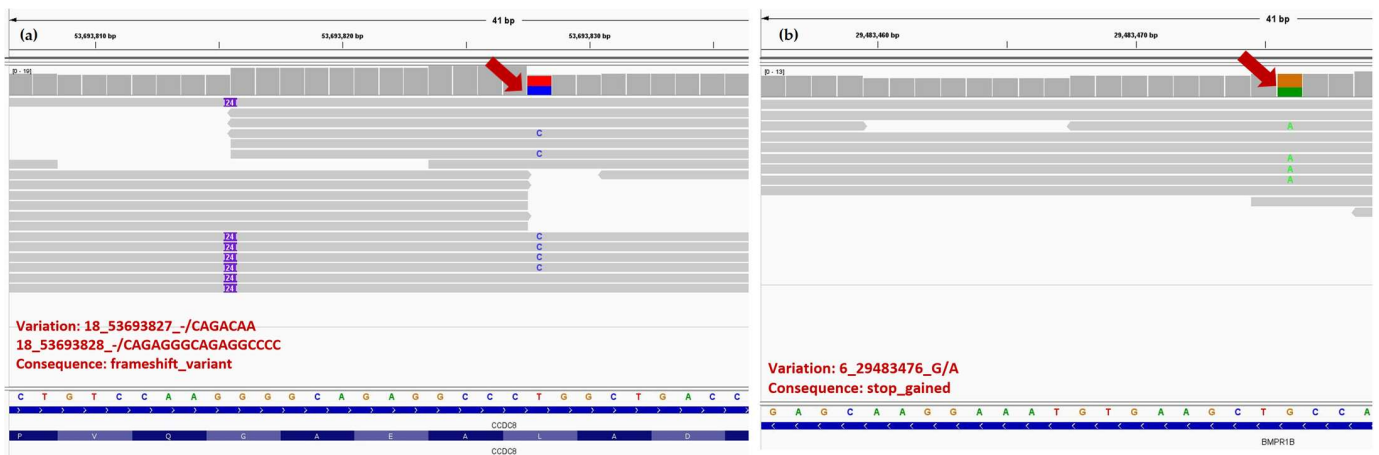 41 bp
(a)
53,693,810 bp
53,693,820 bp
53,693,830 bp
[0 - 19]
24
C
C
24
C
24
C
24
C
24
C
24
24
Variation: 18_53693827_-/CAGACAA
18_53693828_-/CAGAGGGCAGAGGCCCC
Consequence: frameshift_variant
C T G T C C A A G G G G C A G A G G C C C T G G C T G A C C
CCDC8
P V Q G A E A L A D
CCDC8
41 bp
(b)
29,483,460 bp
29,483,470 bp
[0 - 13]
A
A
A
A
Variation: 6_29483476_G/A
Consequence: stop_gained
G A G C A A G G A A A T G T G A A G C T G C C A
BMPR1B